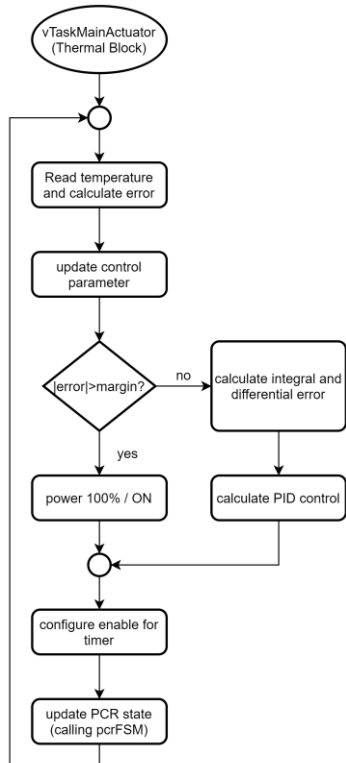 vTaskMainActuator
(Thermal Block)
Read temperature
and calculate error
update control
parameter
|error|>margin?
no
calculate integral and
differential error
yes
power 100% / ON
calculate PID control
configure enable for
timer
update PCR state
(calling pcrFSM)